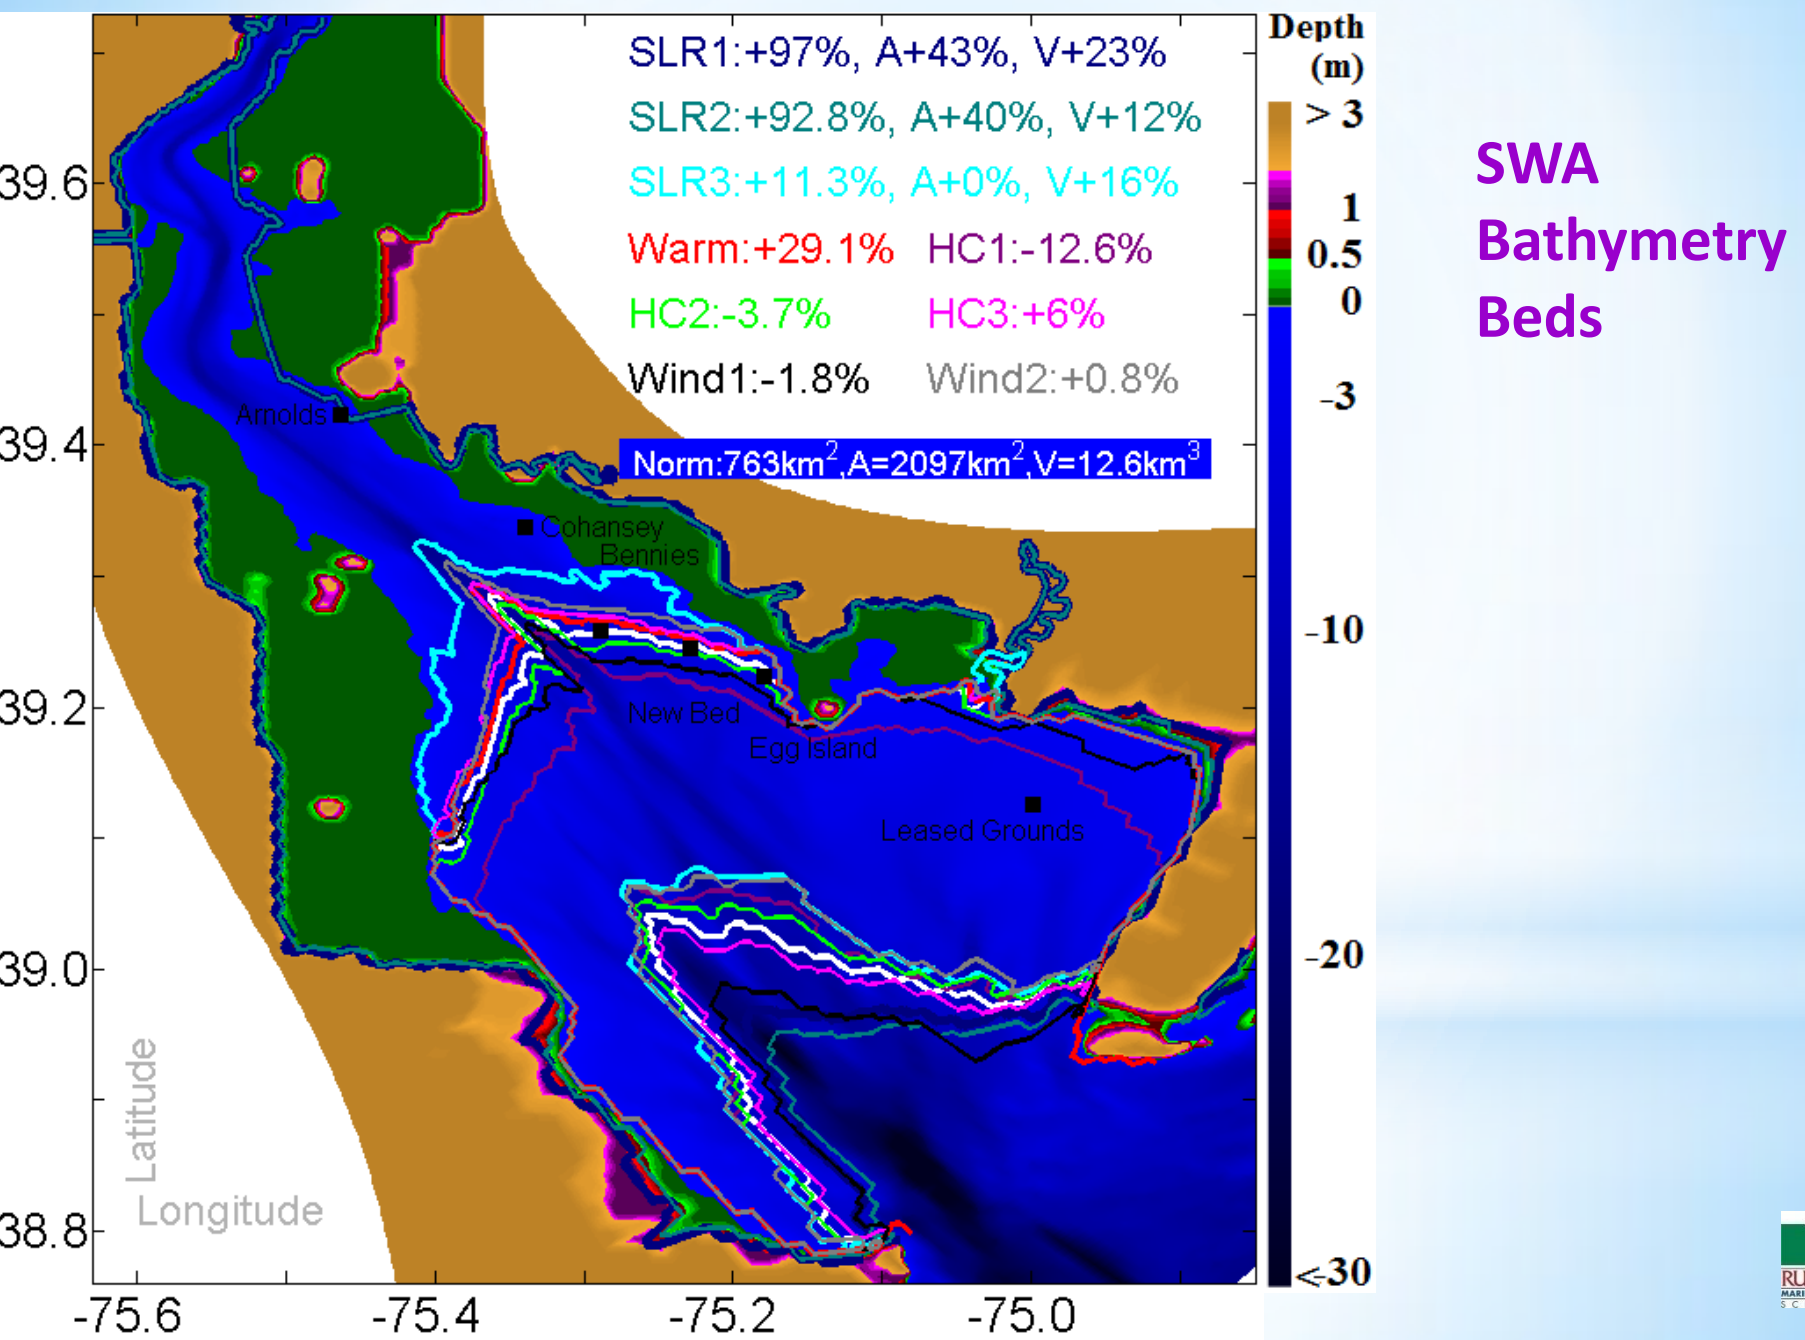 Depth
(m)
SLR1:+97%, A+43%, V+23%
SLR2:+92.8%, A+40%, V+12%
SLR3:+11.3%, A+0%, V+16%
Warm:+29.1% HC1:-12.6%
HC2:-3.7% HC3:+6%
Wind1:-1.8% Wind2:+0.8%
Norm:763km²,A=2097km²,V=12.6km³
> 3
1
0.5
0
-3
-10
-20
<-30
SWA
Bathymetry
Beds
39.6
39.4
39.2
39.0
38.8
Arnolds
Cohansey
Bennies
New Bed
Egg Island
Leased Grounds
Latitude
Longitude
-75.6
-75.4
-75.2
-75.0
RU
MARI
S C